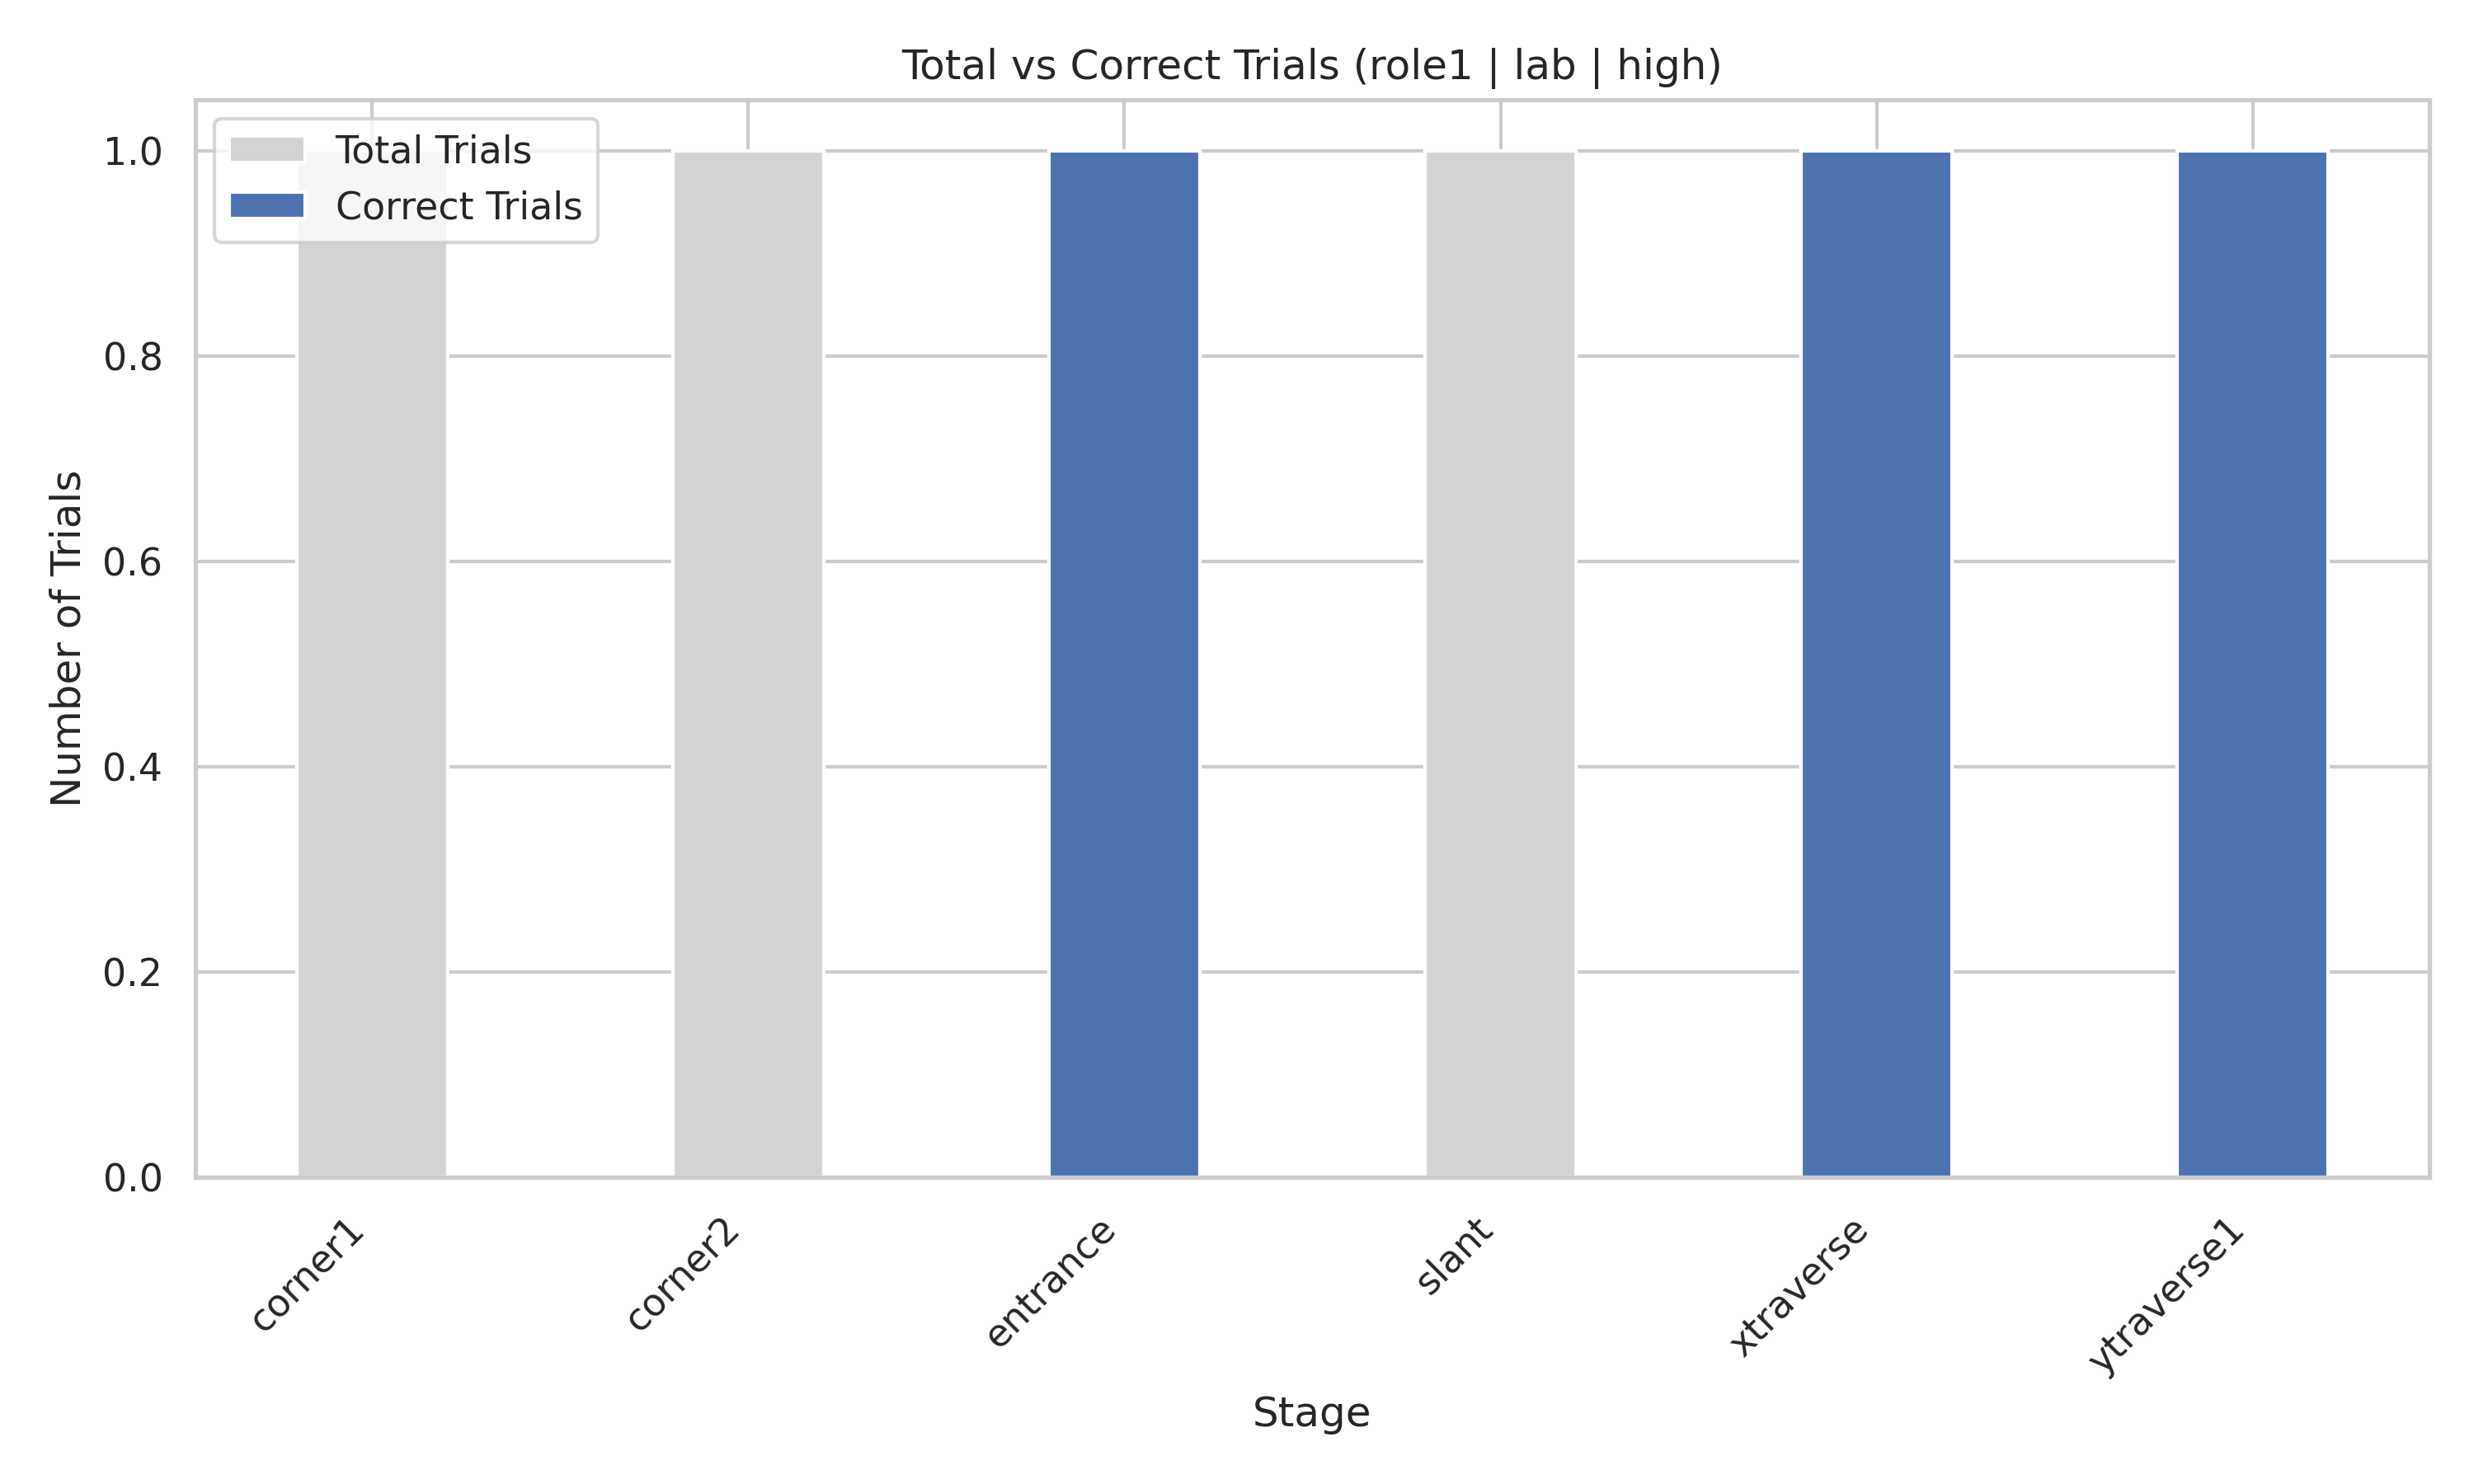 Total vs Correct Trials (role1 | lab | high)
Total Trials
Correct Trials
Number of Trials
1.0
0.8
0.6
0.4
0.2
0.0
corner1
corner2
entrance
slant
xtraverse
ytraverse1
Stage